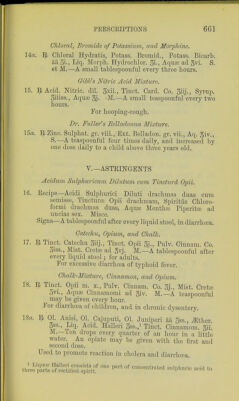 PRESCRIPTIONS 661
Chloral, Bromide of Potassium, and Morphine.
14a. ℞ Chloral Hydratis, Potass. Bromid., Potass. Bicarb.
āā ʒi., Liq. Morph. Hydrochlor. ʒi., Aquæ ad ʒvi. S.
et M.—A small tablespoonful every three hours.
Gibb's Nitric Acid Mixture.
15. ℞ Acid. Nitric. dil. ʒxii., Tinct. Card. Co. ʒiij., Syrup.
ʒiiiss., Aquæ ℥j. M.—A small teaspoonful every two
hours.
For hooping-cough.
Dr. Fuller's Belladonna Mixture.
15a. ℞ Zinc. Sulphat. gr. viii., Ext. Belladon. gr. vii., Aq. ℥iv.,
S.—A teaspoonful four times daily, and increased by
one dose daily to a child above three years old.
V.—ASTRINGENTS
Acidum Sulphuricum Dilutum cum Tincturâ Opii.
16. Recipe—Acidi Sulphurici Diluti drachmas duas cum
semisse, Tincturæ Opii drachmam, Spiritûs Chloro-
formi drachmas duas, Aquæ Menthæ Piperitæ ad
uncias sex. Misce.
Signa—A tablespoonful after every liquid stool, in diarrhœa.
Catechu, Opium, and Chalk.
17. ℞ Tinct. Catechu ʒiij., Tinct. Opii ʒi., Pulv. Cinnam. Co.
ʒiss., Mist. Cretæ ad ℥vj. M.—A tablespoonful after
every liquid stool; for adults.
For excessive diarrhœa of typhoid fever.
Chalk-Mixture, Cinnamon, and Opium.
18. ℞ Tinct. Opii m. x., Pulv. Cinnam. Co. ʒi., Mist. Cretæ
ʒvi., Aquæ Cinnamomi ad ℥iv. M.—A teaspoonful
may be given every hour.
For diarrhœa of children, and in chronic dysentery.
18a. ℞ Ol. Anisi, Ol. Cajuputi, Ol. Juniperi āā ʒss., Æther.
ʒss., Liq. Acid. Halleri ʒss.,¹ Tinct. Cinnamom. ʒii.
M.—Ten drops every quarter of an hour in a little
water. An opiate may be given with the first and
second dose.
Used to promote reaction in cholera and diarrhœa.
¹ Liquor Halleri consists of one part of concentrated sulphuric acid to
three parts of rectified spirit.